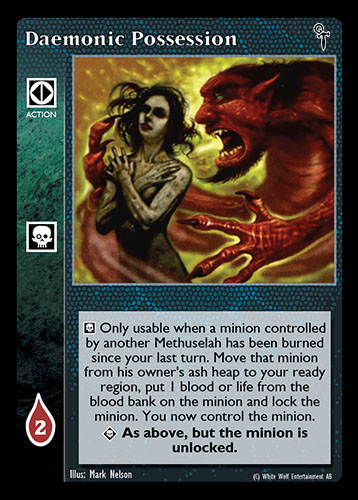 Daemonic Possession
ACTION
Only usable when a minion controlled
by another Methuselah has been burned
since your last turn. Move that minion
from his owner's ash heap to your ready
region, put 1 blood or life from the
blood bank on the minion and lock the
minion. You now control the minion.
As above, but the minion is
unlocked.
2
Illus: Mark Nelson
(C) White Wolf Entertainment AB